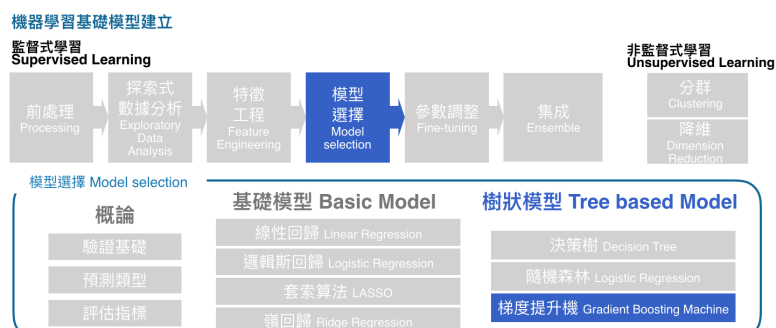 機器學習基礎模型建立
監督式學習
Supervised Learning
非監督式學習
Unsupervised Learning
前處理
Processing
探索式
數據分析
Exploratory
Data
Analysis
特徵
工程
Feature
Engineering
模型
選擇
Model
selection
參數調整
Fine-tuning
集成
Ensemble
分群
Clustering
降維
Dimension
Reduction
模型選擇 Model selection
概論
驗證基礎
預測類型
評估指標
基礎模型 Basic Model
線性回歸 Linear Regression
邏輯斯回歸 Logistic Regression
套索算法 LASSO
嶺回歸 Ridge Regression
樹狀模型 Tree based Model
決策樹 Decision Tree
隨機森林 Logistic Regression
梯度提升機 Gradient Boosting Machine